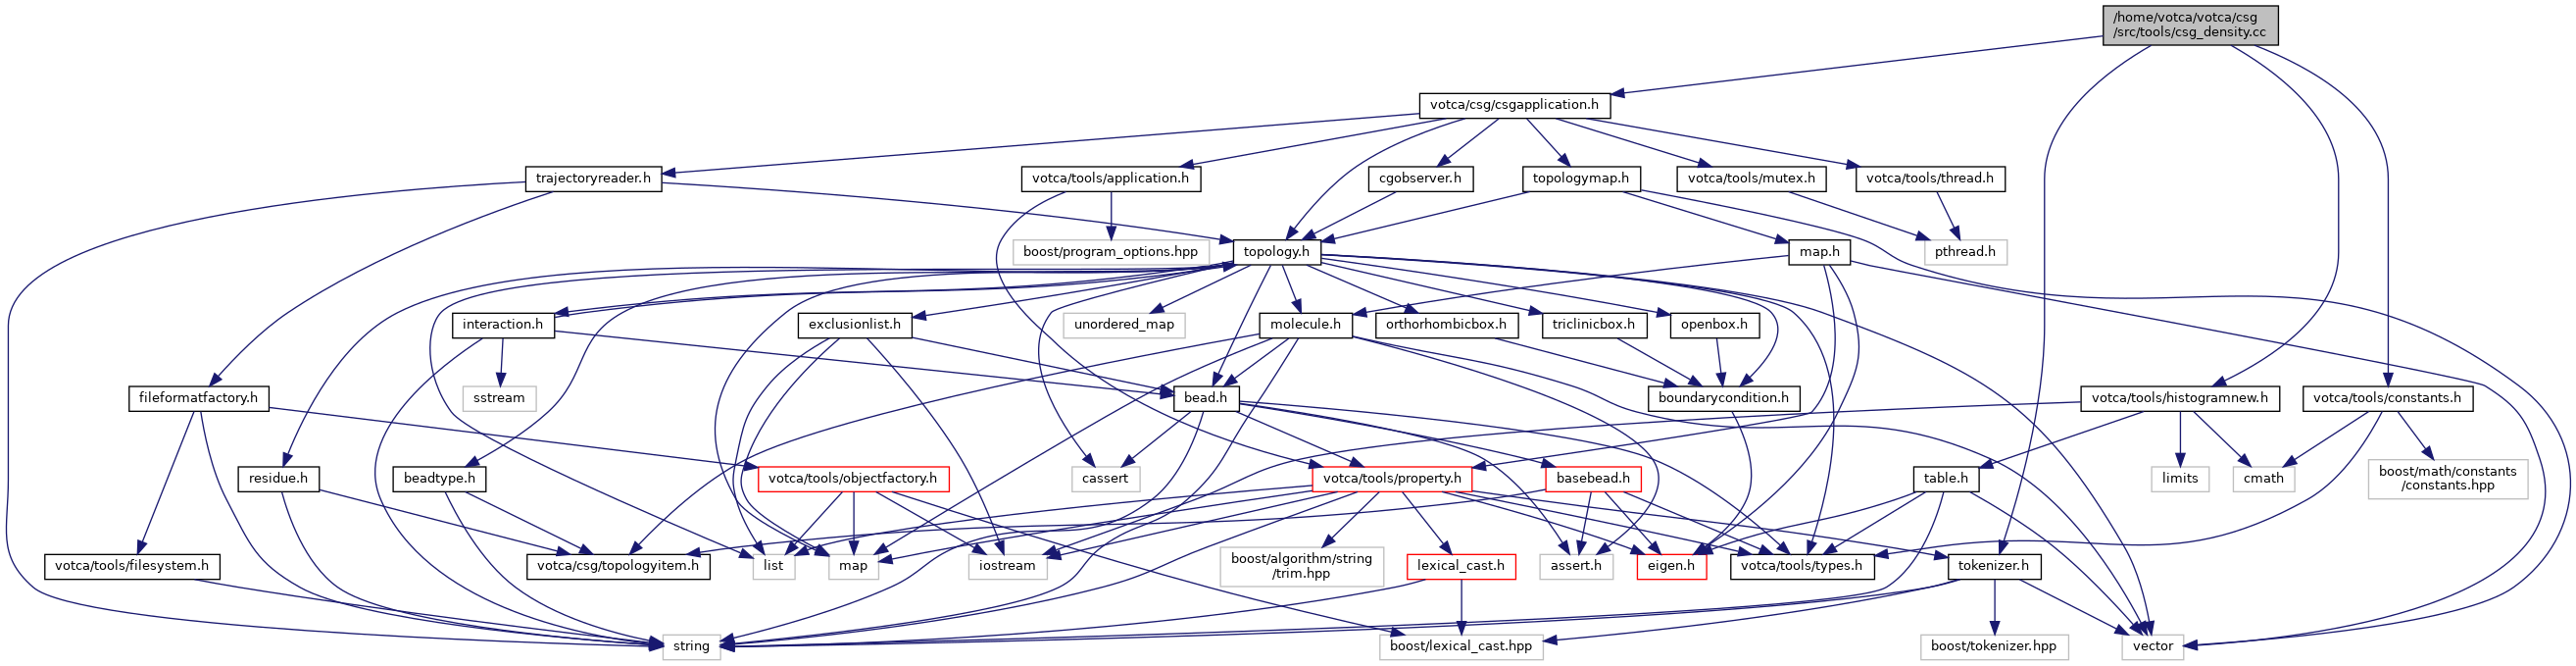 /home/votca/votca/csg
/src/tools/csg_density.cc
votca/csg/csgapplication.h
trajectoryreader.h
votca/tools/application.h
cgobserver.h
topologymap.h
votca/tools/mutex.h
votca/tools/thread.h
boost/program_options.hpp
topology.h
map.h
pthread.h
interaction.h
exclusionlist.h
unordered_map
molecule.h
orthorhombicbox.h
triclinicbox.h
openbox.h
fileformatfactory.h
sstream
bead.h
boundarycondition.h
votca/tools/histogramnew.h
votca/tools/constants.h
residue.h
beadtype.h
votca/tools/objectfactory.h
cassert
votca/tools/property.h
basebead.h
table.h
limits
cmath
boost/math/constants
/constants.hpp
votca/tools/filesystem.h
votca/csg/topologyitem.h
list
map
iostream
boost/algorithm/string
/trim.hpp
lexical_cast.h
assert.h
eigen.h
votca/tools/types.h
tokenizer.h
string
boost/lexical_cast.hpp
boost/tokenizer.hpp
vector